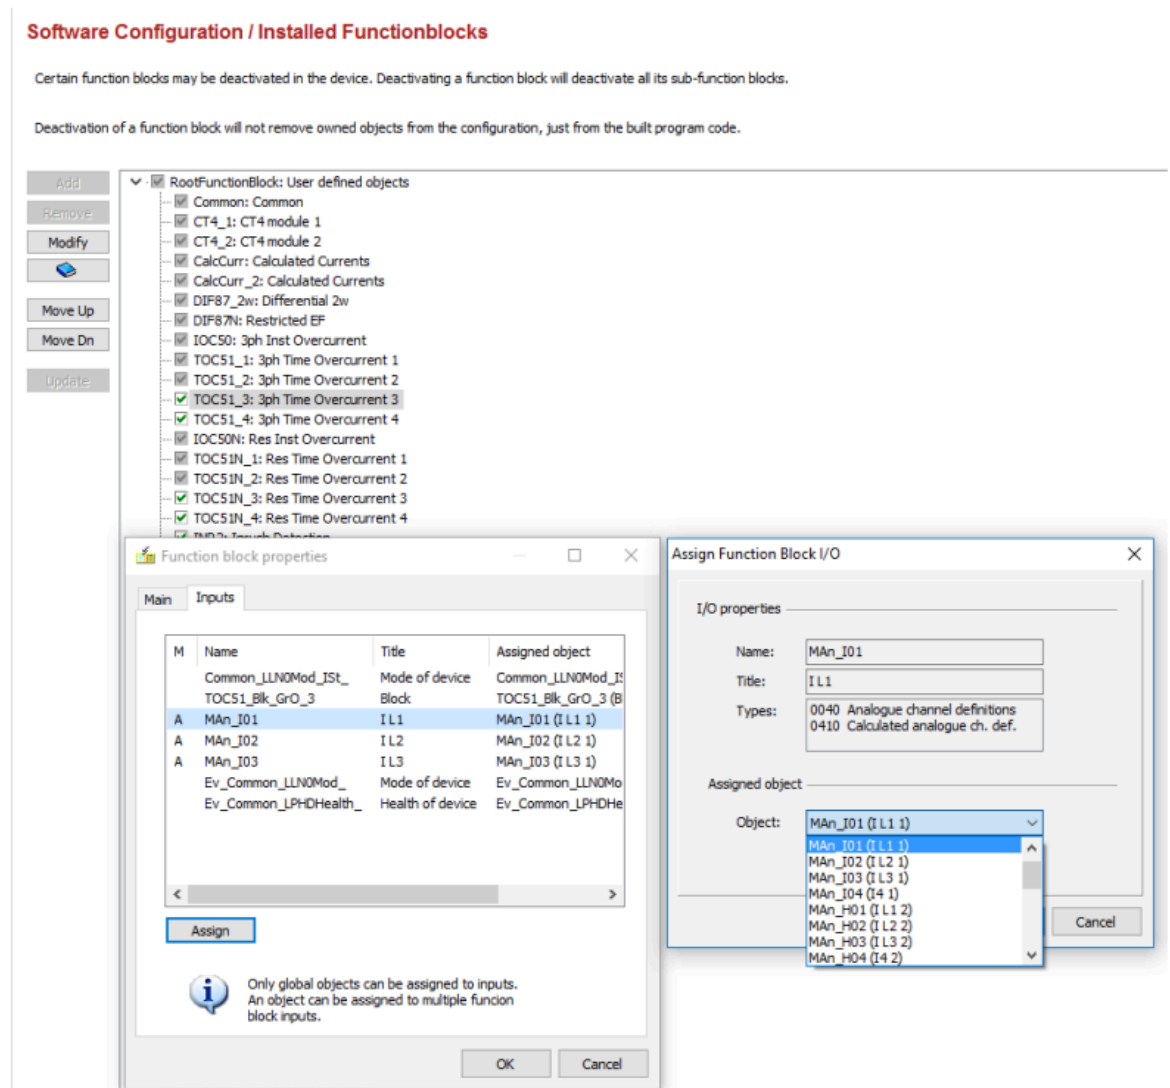 Software Configuration / Installed Functionblocks
Certain function blocks may be deactivated in the device. Deactivating a function block will deactivate all its sub-function blocks.
Deactivation of a function block will not remove owned objects from the configuration, just from the built program code.
Add
Remove
Modify
Move Up
Move Dn
Update
RootFunctionBlock: User defined objects
Common: Common
CT4_1: CT4 module 1
CT4_2: CT4 module 2
CalcCurr: Calculated Currents
CalcCurr_2: Calculated Currents
DIF87_2w: Differential 2w
DIF87N: Restricted EF
IOC50: 3ph Inst Overcurrent
TOC51_1: 3ph Time Overcurrent 1
TOC51_2: 3ph Time Overcurrent 2
TOC51_3: 3ph Time Overcurrent 3
TOC51_4: 3ph Time Overcurrent 4
IOC50N: Res Inst Overcurrent
TOC51N_1: Res Time Overcurrent 1
TOC51N_2: Res Time Overcurrent 2
TOC51N_3: Res Time Overcurrent 3
TOC51N_4: Res Time Overcurrent 4
INR2: Inrush Detection
Function block properties
Main Inputs
M Name Title Assigned object
Common_LLN0Mod_ISt_ Mode of device Common_LLN0Mod_IS
TOC51_Blk_GrO_3 Block TOC51_Blk_GrO_3 (B
A MAn_I01 I L1 MAn_I01 (I L1 1)
A MAn_I02 I L2 MAn_I02 (I L2 1)
A MAn_I03 I L3 MAn_I03 (I L3 1)
Ev_Common_LLN0Mod_ Mode of device Ev_Common_LLN0Mo
Ev_Common_LPHDHealth_ Health of device Ev_Common_LPHDHe
Assign
Only global objects can be assigned to inputs.
An object can be assigned to multiple funcion
block inputs.
OK Cancel
Assign Function Block I/O
I/O properties
Name: MAn_I01
Title: I L1
Types: 0040 Analogue channel definitions
0410 Calculated analogue ch. def.
Assigned object
Object: MAn_I01 (I L1 1)
MAn_I01 (I L1 1)
MAn_I02 (I L2 1)
MAn_I03 (I L3 1)
MAn_I04 (I4 1)
MAn_H01 (I L1 2)
MAn_H02 (I L2 2)
MAn_H03 (I L3 2)
MAn_H04 (I4 2)
Cancel